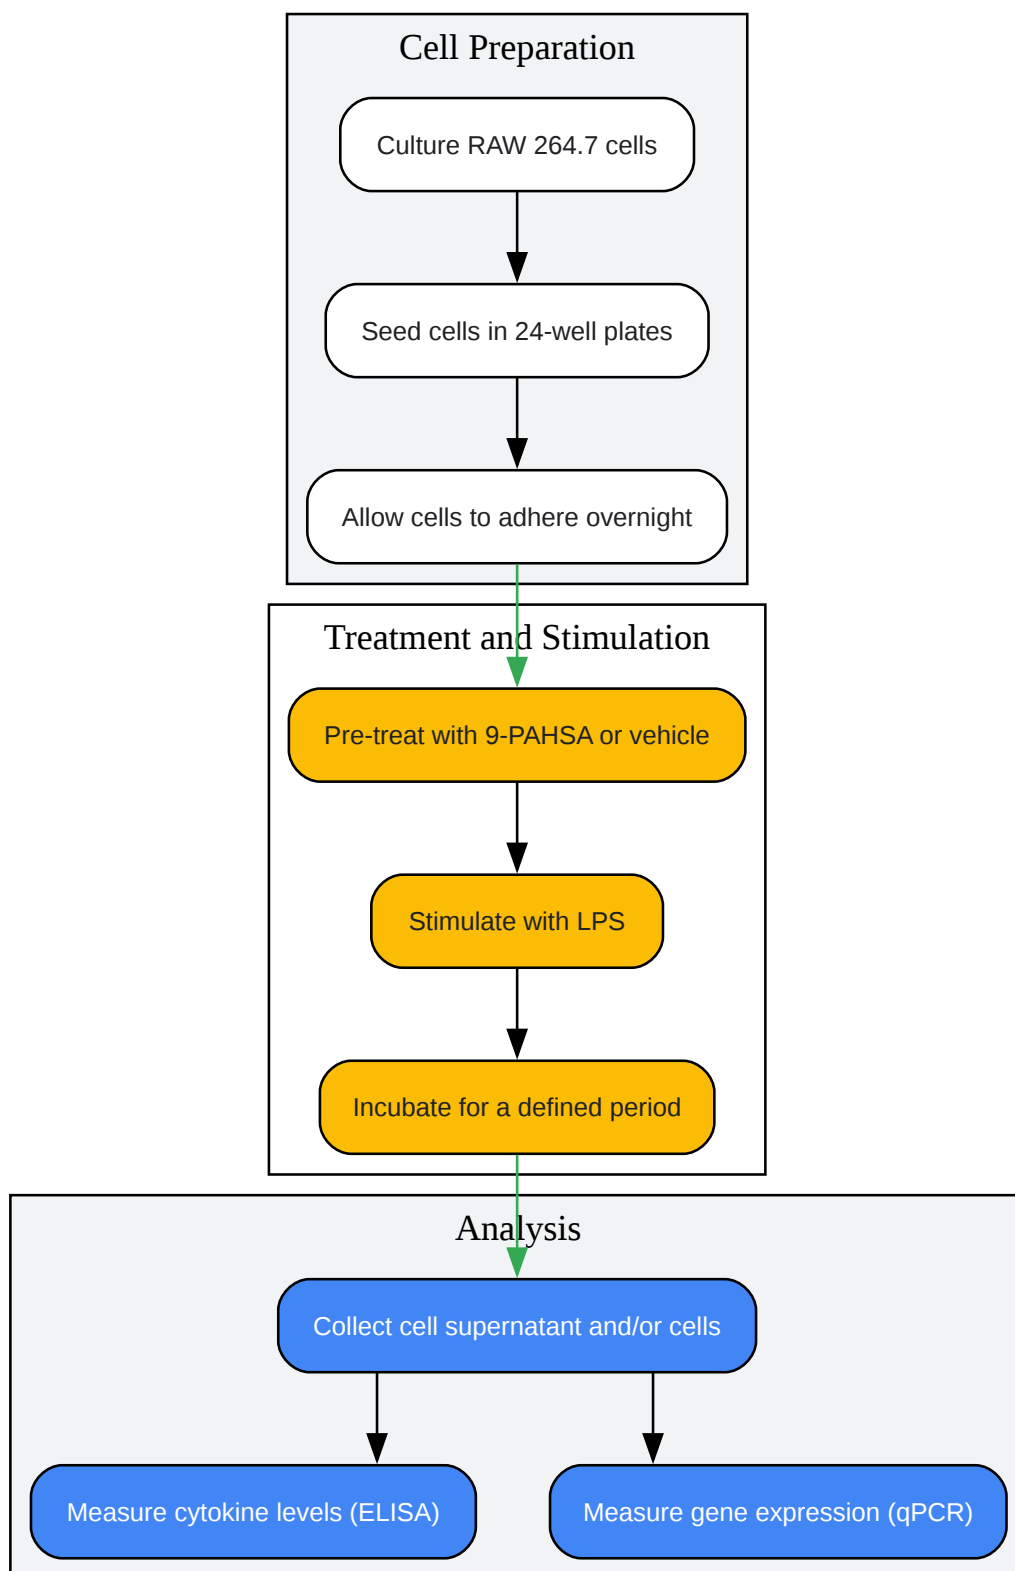 Cell Preparation
Culture RAW 264.7 cells
Seed cells in 24-well plates
Allow cells to adhere overnight
Treatment and Stimulation
Pre-treat with 9-PAHSA or vehicle
Stimulate with LPS
Incubate for a defined period
Analysis
Collect cell supernatant and/or cells
Measure cytokine levels (ELISA)
Measure gene expression (qPCR)